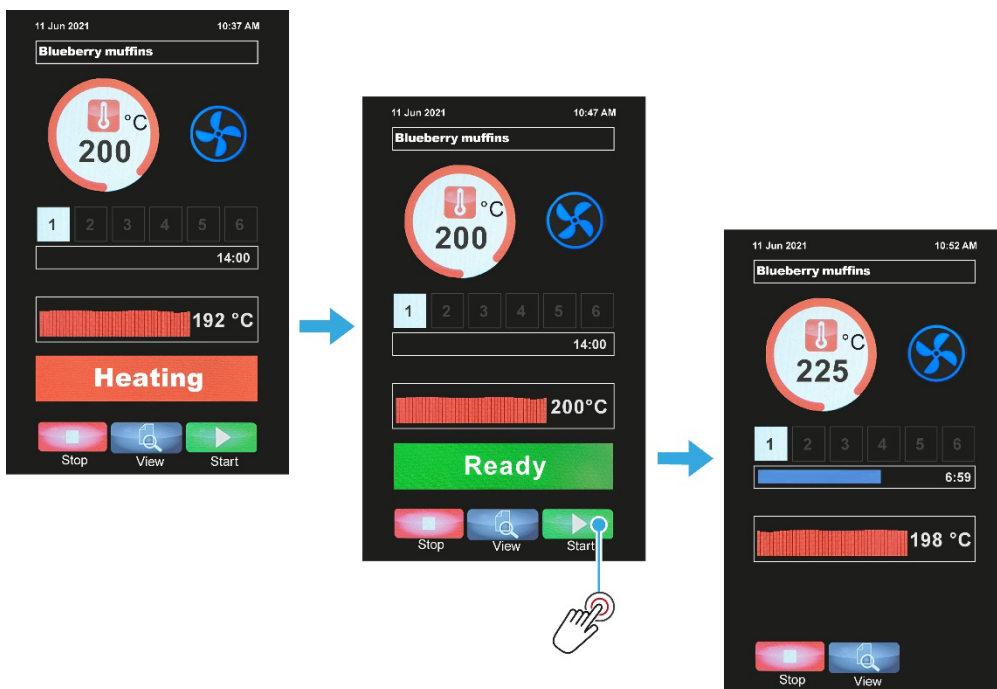 11 Jun 2021 10:37 AM
Blueberry muffins
°C
200
1 2 3 4 5 6
14:00
192 °C
Heating
Stop View Start
11 Jun 2021 10:47 AM
Blueberry muffins
°C
200
1 2 3 4 5 6
14:00
200°C
Ready
Stop View Start
11 Jun 2021 10:52 AM
Blueberry muffins
°C
225
1 2 3 4 5 6
6:59
198 °C
Stop View